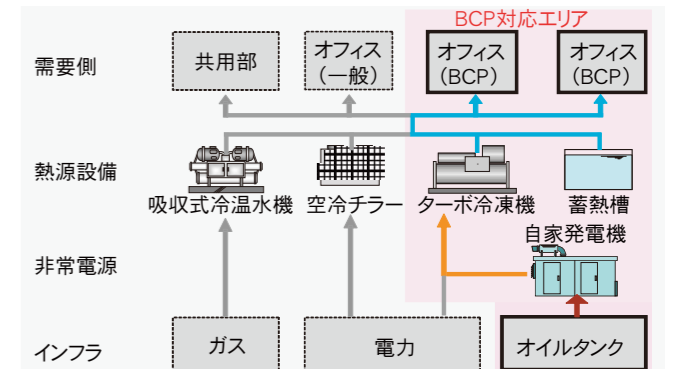 BCP対応エリア
需要側
共用部
オフィス
(一般)
オフィス
(BCP)
オフィス
(BCP)
熱源設備
吸収式冷温水機
空冷チラー
ターボ冷凍機
蓄熱槽
自家発電機
非常電源
インフラ
ガス
電力
オイルタンク